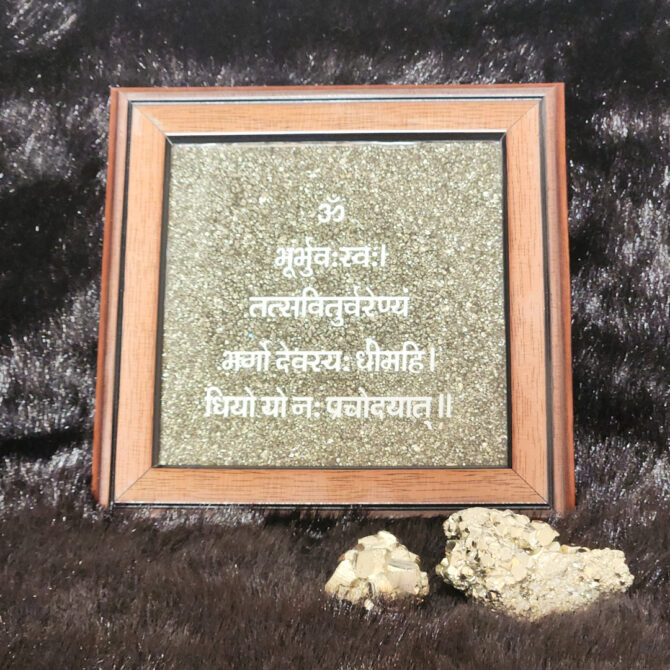 ॐ
भूर्भुवः स्वः।
तत्सवितुर्वरेण्यं
भर्गो देवस्यः धीमहि।
धियो यो नः प्रचोदयात् ॥